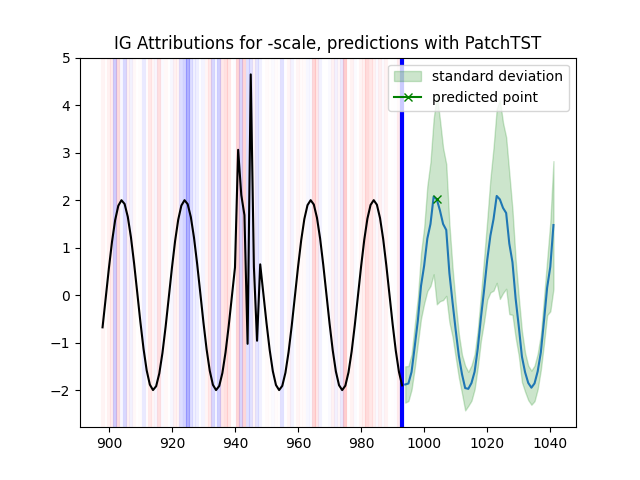 IG Attributions for -scale, predictions with PatchTST
standard deviation
predicted point
5
4
3
2
1
0
−1
−2
900 920 940 960 980 1000 1020 1040